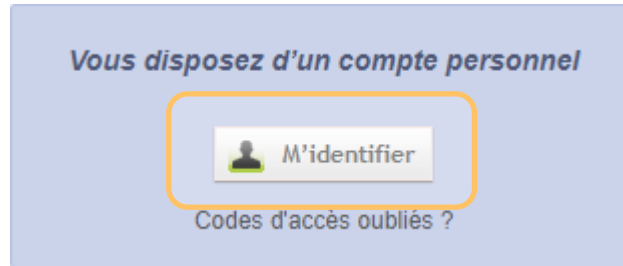 Vous disposez d’un compte personnel
M’identifier
Codes d'accès oubliés ?